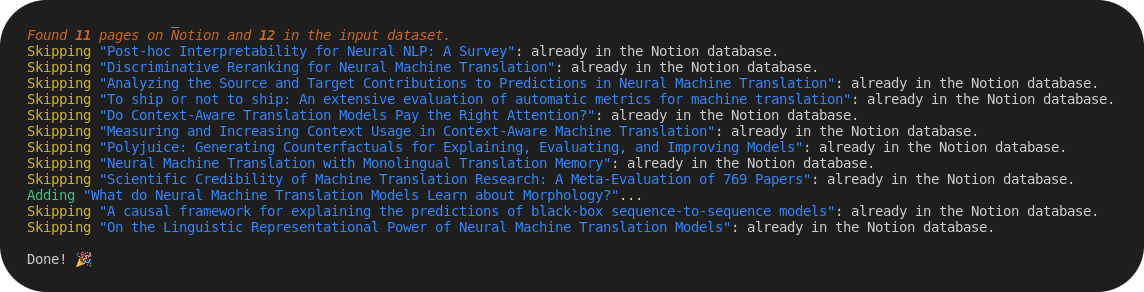 Found 11 pages on Notion and 12 in the input dataset.
Skipping "Post-hoc Interpretability for Neural NLP: A Survey": already in the Notion database.
Skipping "Discriminative Reranking for Neural Machine Translation": already in the Notion database.
Skipping "Analyzing the Source and Target Contributions to Predictions in Neural Machine Translation": already in the Notion database.
Skipping "To ship or not to ship: An extensive evaluation of automatic metrics for machine translation": already in the Notion database.
Skipping "Do Context-Aware Translation Models Pay the Right Attention?": already in the Notion database.
Skipping "Measuring and Increasing Context Usage in Context-Aware Machine Translation": already in the Notion database.
Skipping "Polyjuice: Generating Counterfactuals for Explaining, Evaluating, and Improving Models": already in the Notion database.
Skipping "Neural Machine Translation with Monolingual Translation Memory": already in the Notion database.
Skipping "Scientific Credibility of Machine Translation Research: A Meta-Evaluation of 769 Papers": already in the Notion database.
Adding "What do Neural Machine Translation Models Learn about Morphology?"...
Skipping "A causal framework for explaining the predictions of black-box sequence-to-sequence models": already in the Notion database.
Skipping "On the Linguistic Representational Power of Neural Machine Translation Models": already in the Notion database.
Done! 🎉